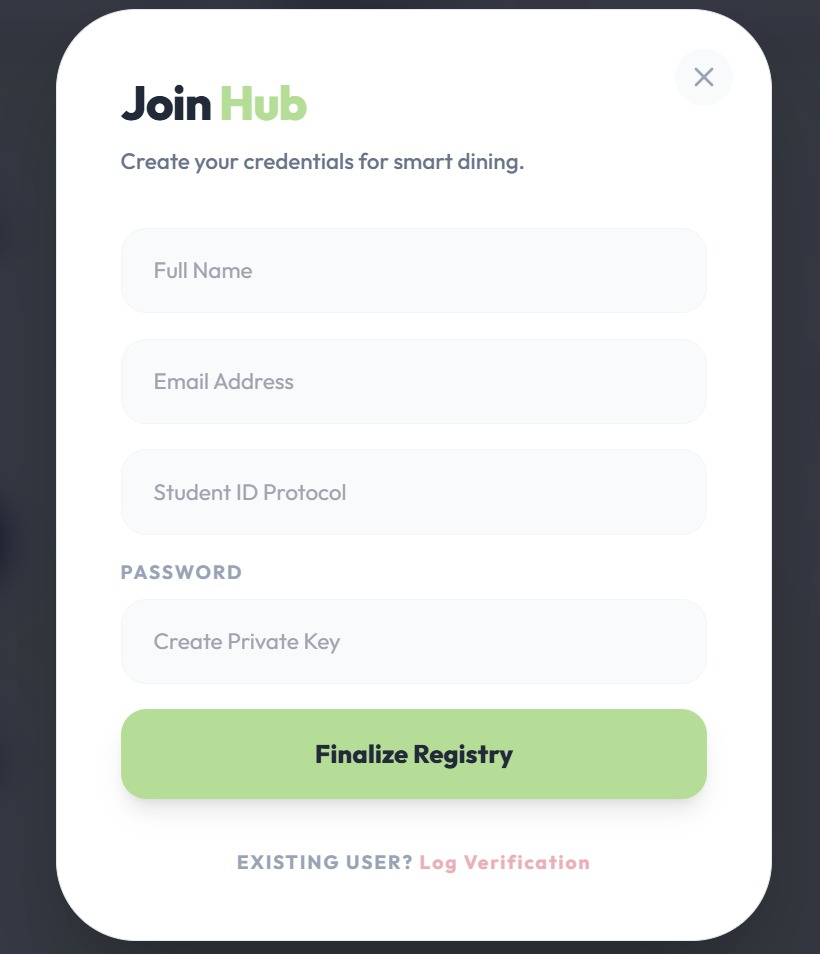 Join Hub
Create your credentials for smart dining.
Full Name
Email Address
Student ID Protocol
PASSWORD
Create Private Key
Finalize Registry
EXISTING USER? Log Verification